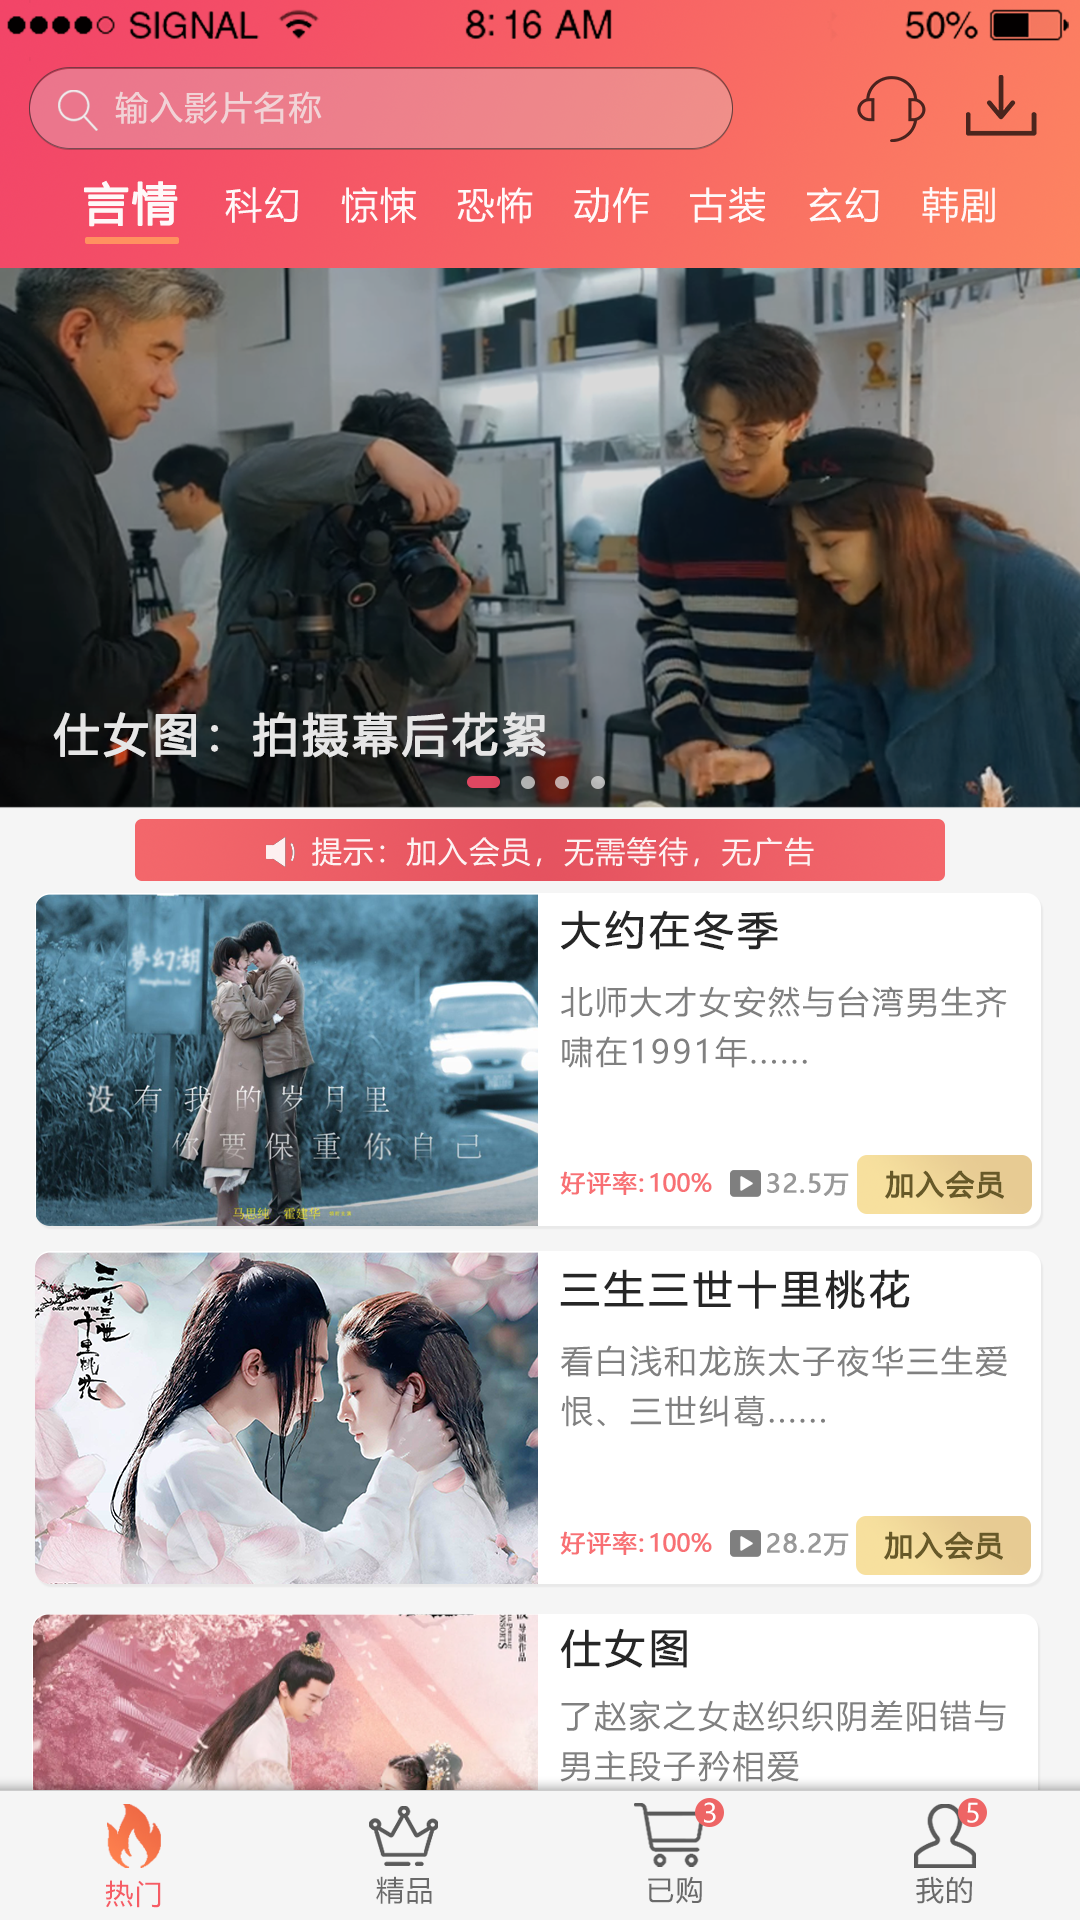 SIGNAL 8:16 AM 50%
输入影片名称
言情 科幻 惊悚 恐怖 动作 古装 玄幻 韩剧
仕女图：拍摄幕后花絮
提示：加入会员，无需等待，无广告
夢幻湖
没有我的岁月里
你要保重你自己
马思纯 霍建华
大约在冬季
北师大才女安然与台湾男生齐
啸在1991年......
好评率:100% 32.5万 加入会员
三生三世
十里桃花
三生三世十里桃花
看白浅和龙族太子夜华三生爱
恨、三世纠葛......
好评率:100% 28.2万 加入会员
导演作品
仕女图
了赵家之女赵织织阴差阳错与
男主段子矜相爱
3 5
热门 精品 已购 我的